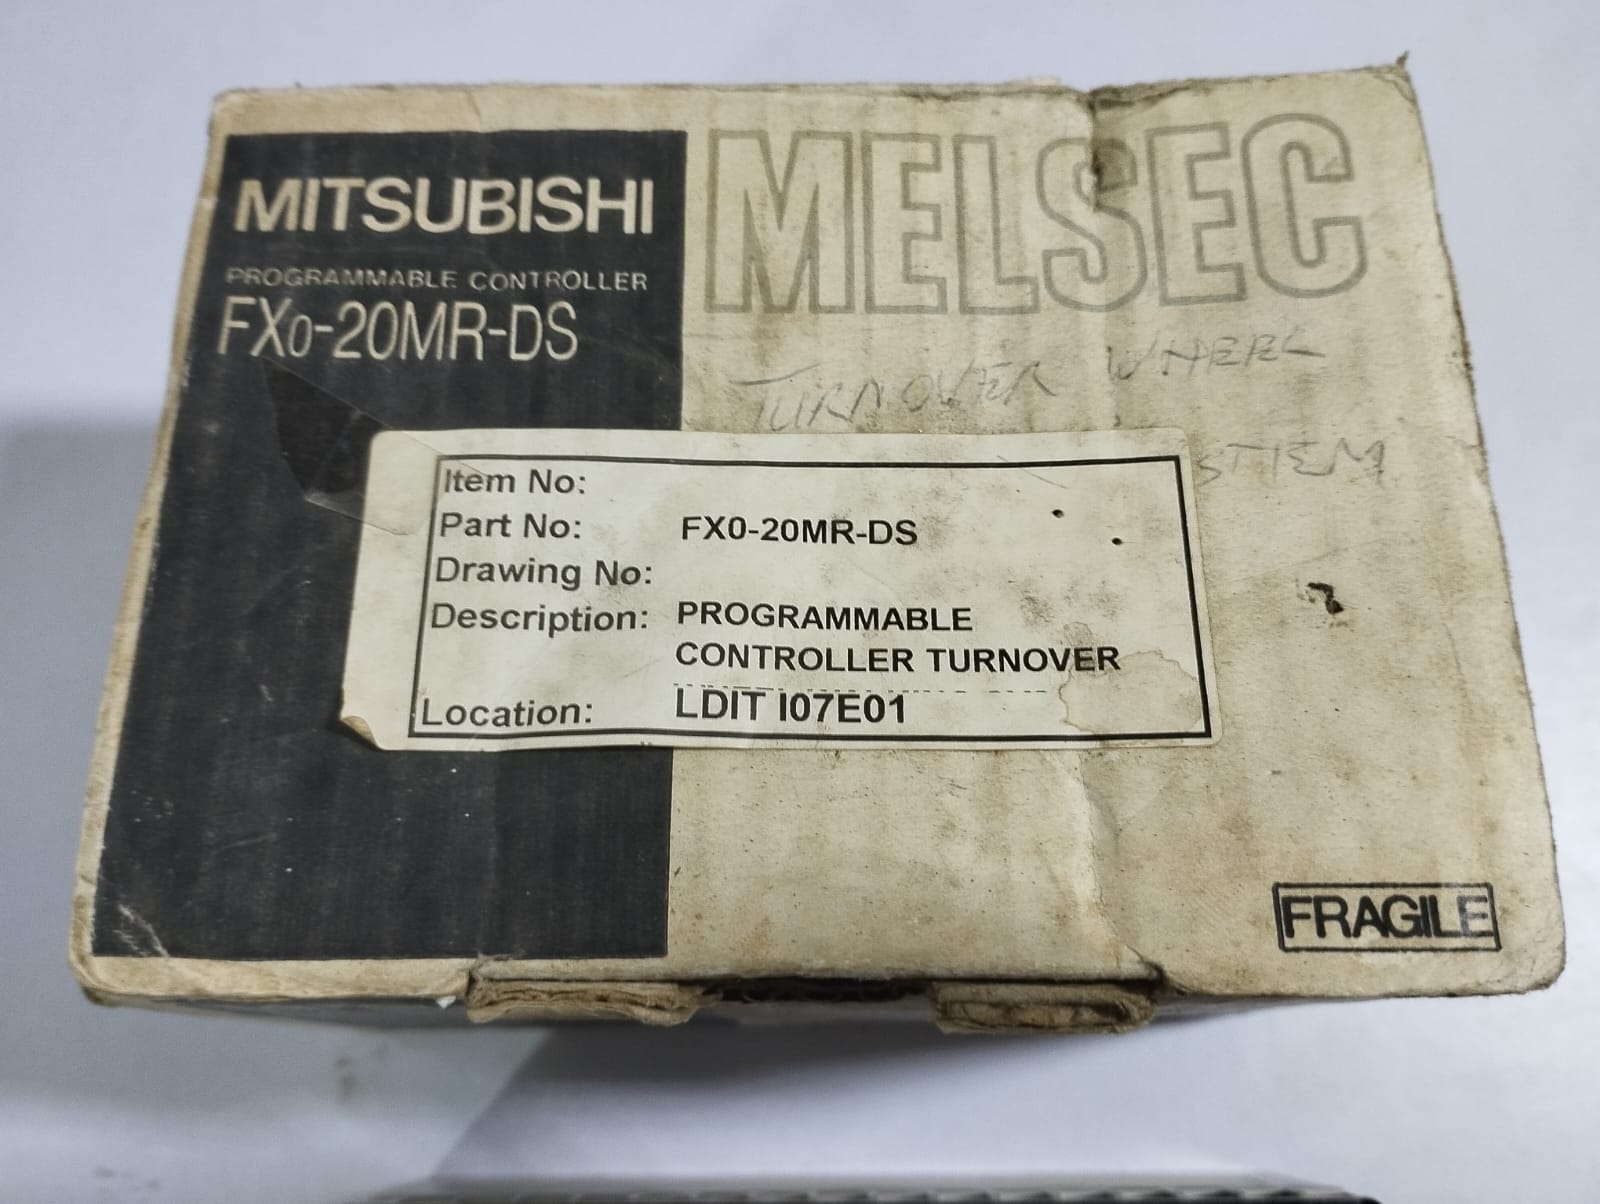 MITSUBISHI
PROGRAMMABLE CONTROLLER
FX0-20MR-DS
MELSEC
TURNOVER WHEEL
STEM
Item No:
Part No: FX0-20MR-DS
Drawing No:
Description: PROGRAMMABLE
CONTROLLER TURNOVER
Location: LDIT I07E01
FRAGILE